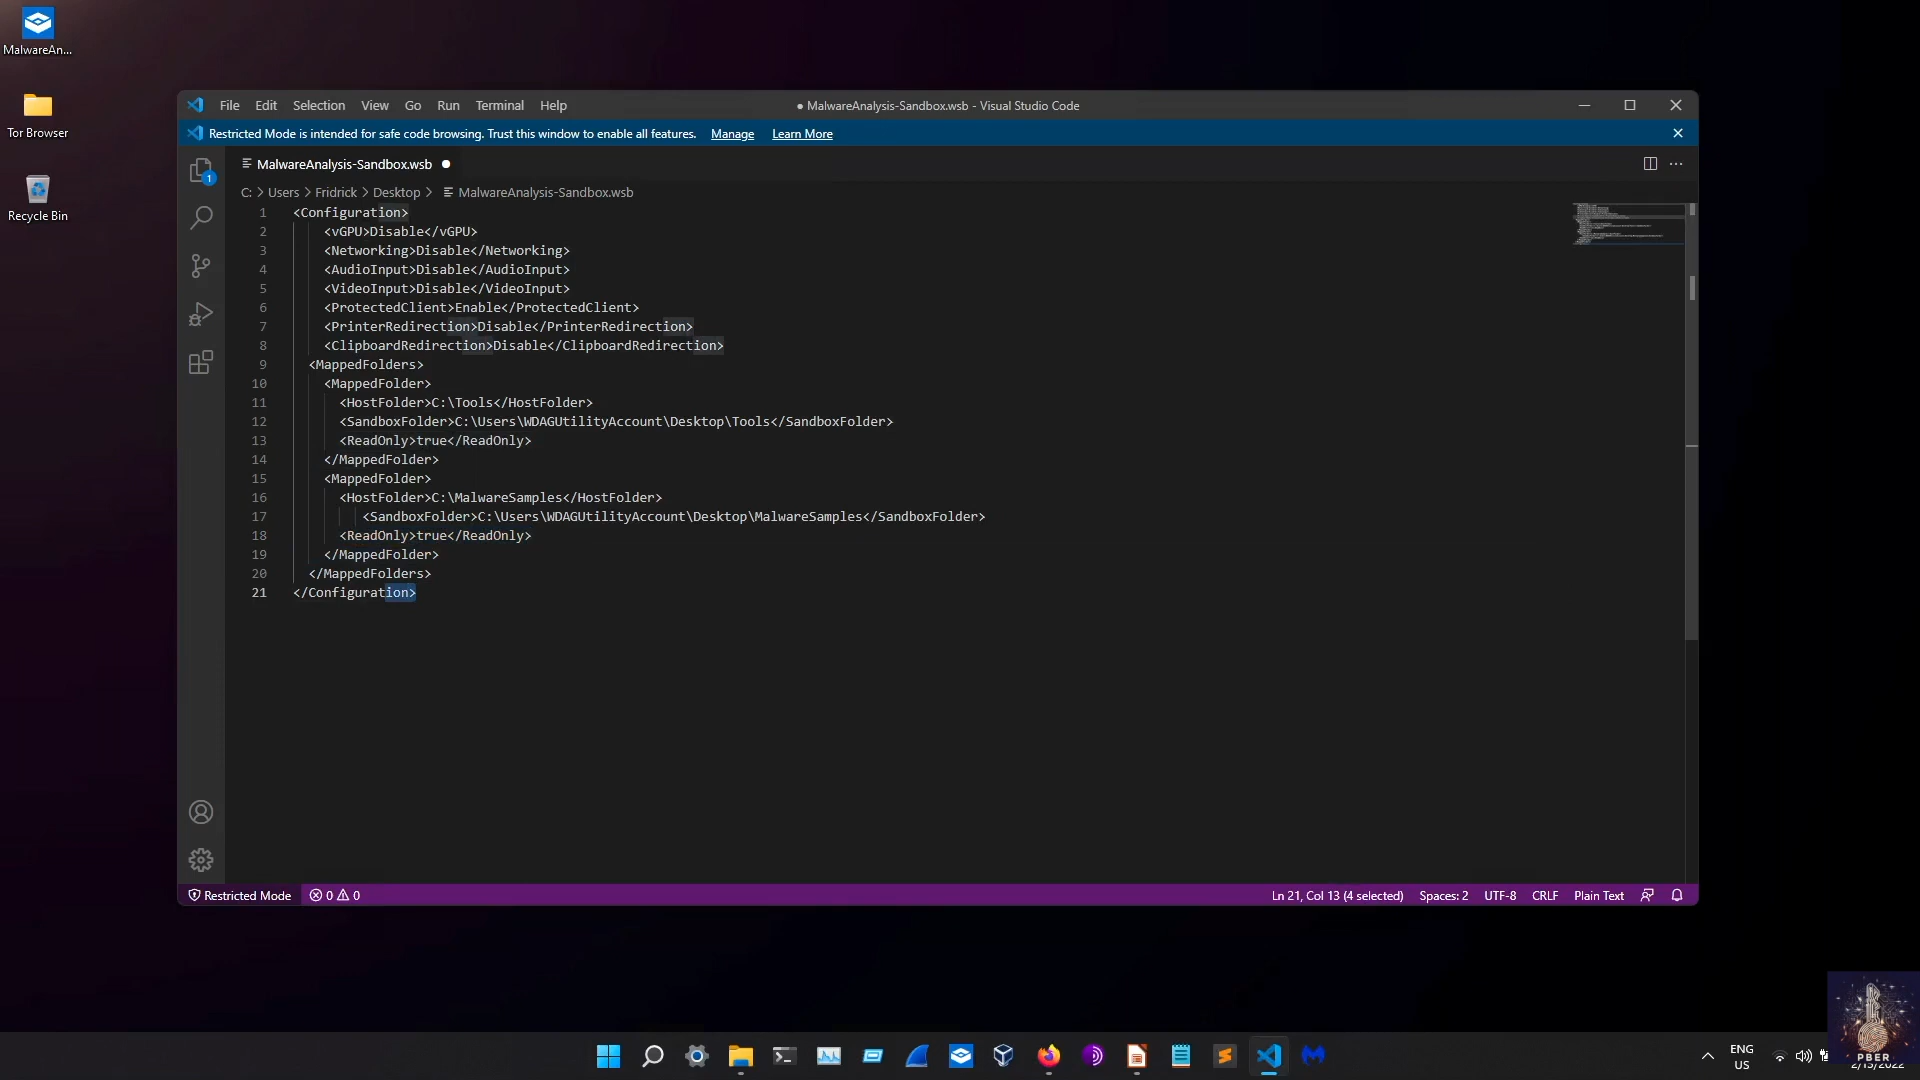 MalwareAn...
Tor Browser
Recycle Bin
File Edit Selection View Go Run Terminal Help
● MalwareAnalysis-Sandbox.wsb - Visual Studio Code
Restricted Mode is intended for safe code browsing. Trust this window to enable all features. Manage Learn More
1
MalwareAnalysis-Sandbox.wsb
C: > Users > Fridrick > Desktop > MalwareAnalysis-Sandbox.wsb
1 <Configuration>
2 <vGPU>Disable</vGPU>
3 <Networking>Disable</Networking>
4 <AudioInput>Disable</AudioInput>
5 <VideoInput>Disable</VideoInput>
6 <ProtectedClient>Enable</ProtectedClient>
7 <PrinterRedirection>Disable</PrinterRedirection>
8 <ClipboardRedirection>Disable</ClipboardRedirection>
9 <MappedFolders>
10 <MappedFolder>
11 <HostFolder>C:\Tools</HostFolder>
12 <SandboxFolder>C:\Users\WDAGUtilityAccount\Desktop\Tools</SandboxFolder>
13 <ReadOnly>true</ReadOnly>
14 </MappedFolder>
15 <MappedFolder>
16 <HostFolder>C:\MalwareSamples</HostFolder>
17 <SandboxFolder>C:\Users\WDAGUtilityAccount\Desktop\MalwareSamples</SandboxFolder>
18 <ReadOnly>true</ReadOnly>
19 </MappedFolder>
20 </MappedFolders>
21 </Configuration>
Restricted Mode 0 0 Ln 21, Col 13 (4 selected) Spaces: 2 UTF-8 CRLF Plain Text
ENG
US
PBER